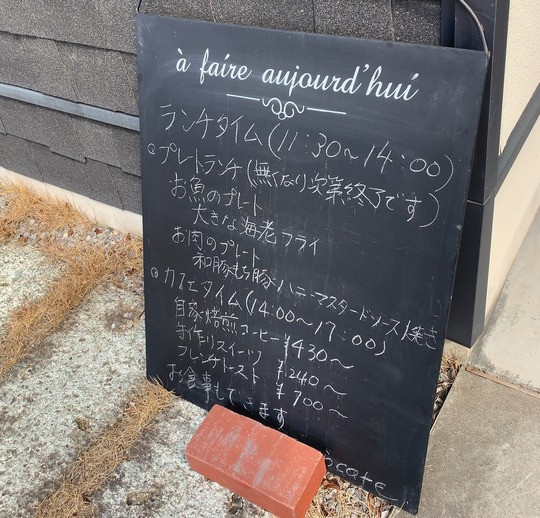 à faire aujourd'hui
ランチタイム(11:30～14:00)
プレートランチ(無くなり次第終了です)
お魚のプレート
大きな海老フライ
お肉のプレート
和豚もち豚・ハニーマスタードソース焼き
カフェタイム(14:00～17:00)
自家焙煎コーヒー ¥430～
手作りスイーツ ¥240～
フレンチトースト ¥700～
お食事もできます
cafe